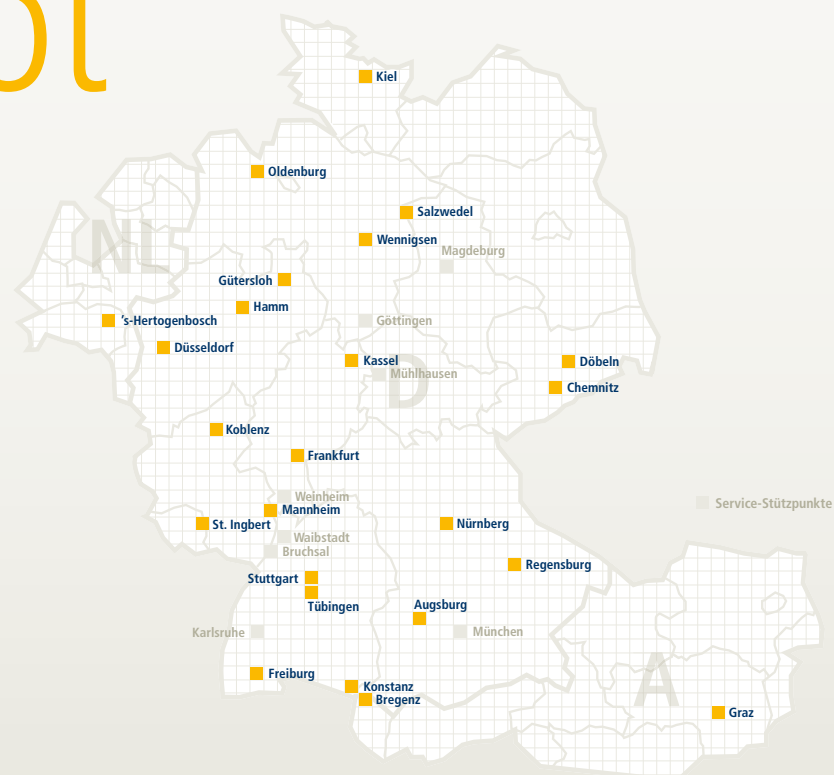 Kiel
Oldenburg
Salzwedel
NL
Wennigsen
Magdeburg
Gütersloh
Hamm
's-Hertogenbosch
Göttingen
Düsseldorf
Kassel
Döbeln
D
Mühlhausen
Chemnitz
Koblenz
Frankfurt
Weinheim
Service-Stützpunkte
Mannheim
St. Ingbert
Nürnberg
Waibstadt
Bruchsal
Regensburg
Stuttgart
Tübingen
Augsburg
Karlsruhe
München
Freiburg
A
Konstanz
Bregenz
Graz